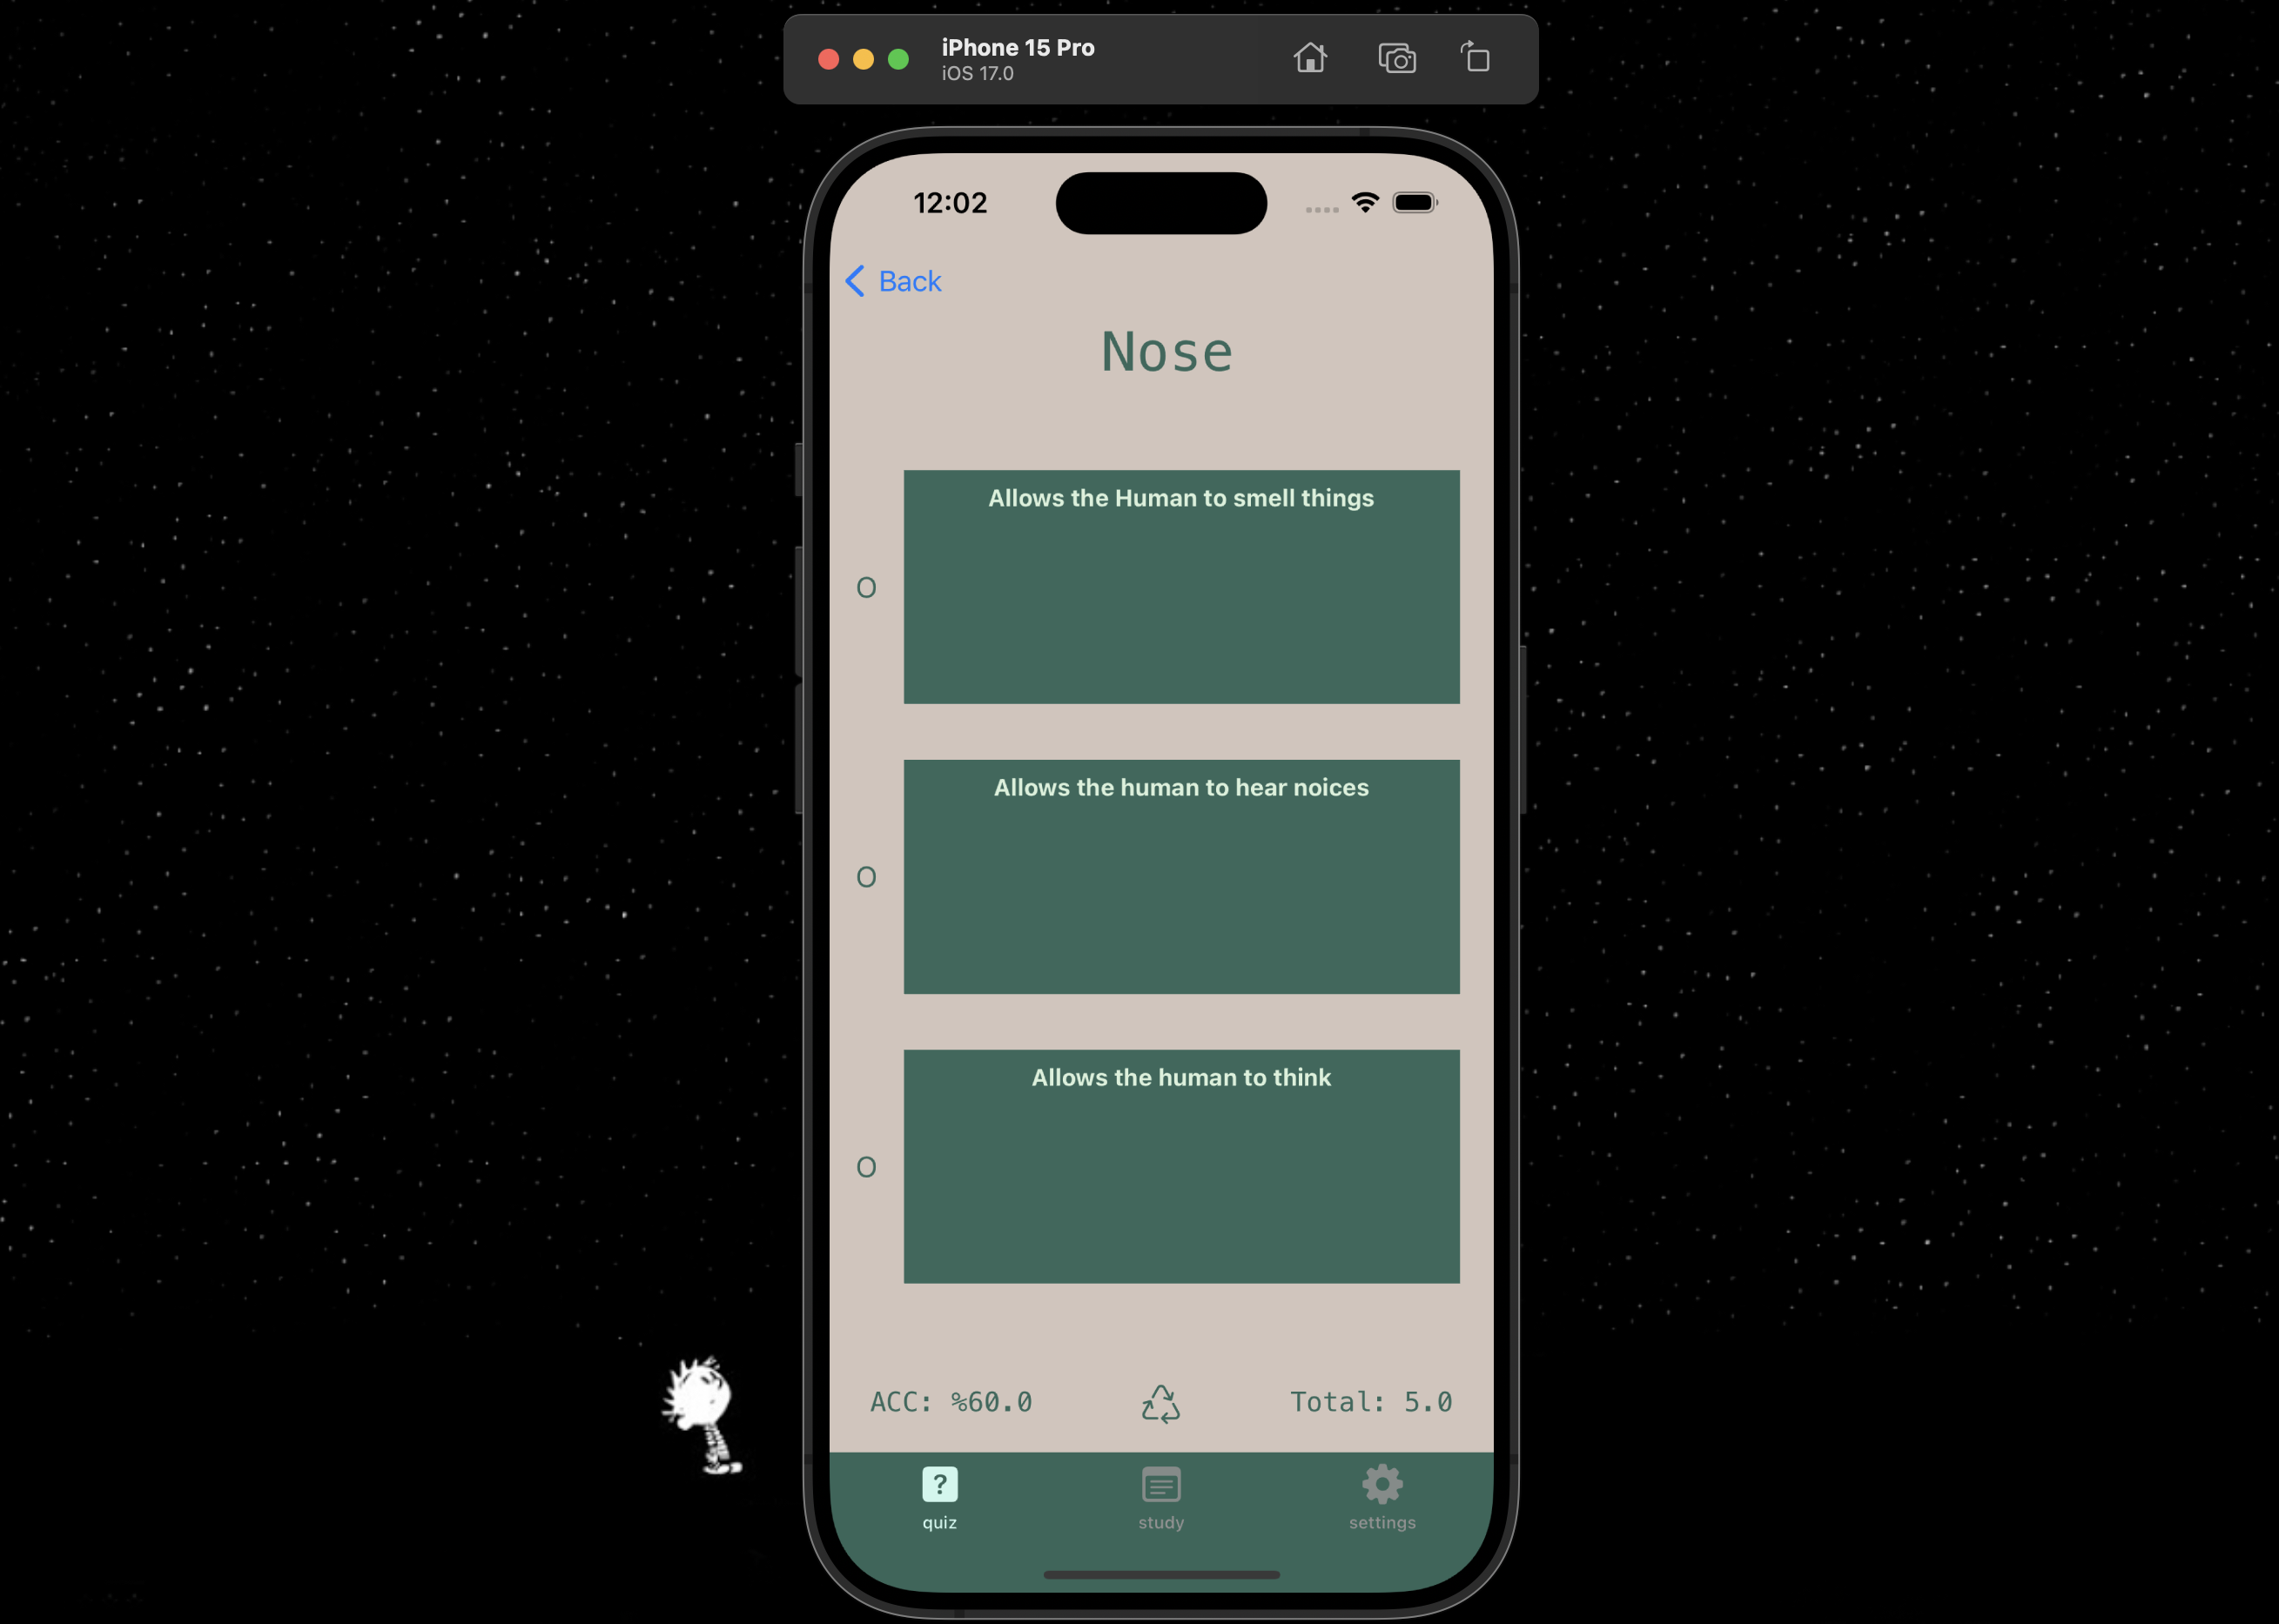 iPhone 15 Pro
iOS 17.0
12:02
Back
Nose
Allows the Human to smell things
O
Allows the human to hear noices
O
Allows the human to think
O
ACC: %60.0
Total: 5.0
?
quiz
study
settings